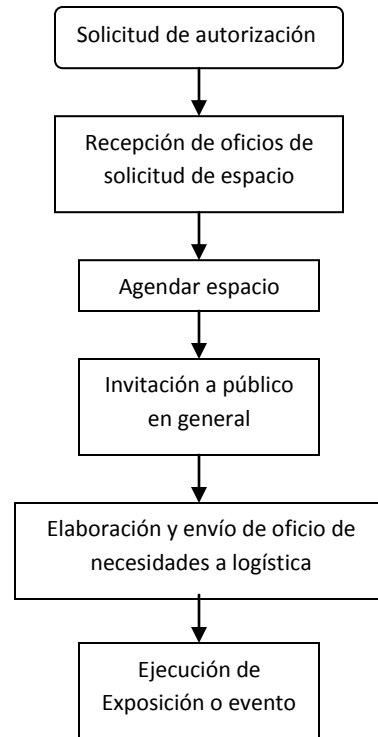 Solicitud de autorización
Recepción de oficios de
solicitud de espacio
Agendar espacio
Invitación a público
en general
Elaboración y envío de oficio de
necesidades a logística
Ejecución de
Exposición o evento